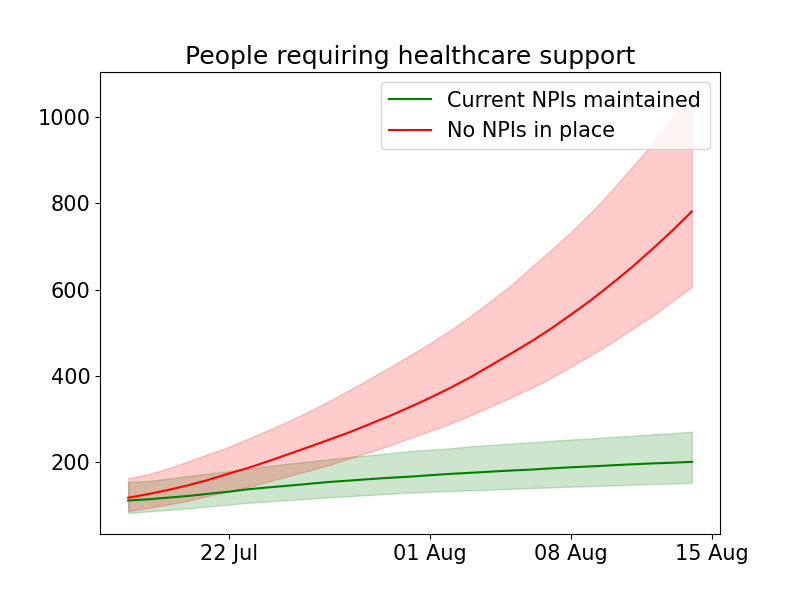 People requiring healthcare support
Current NPIs maintained
No NPIs in place
1000
800
600
400
200
22 Jul
01 Aug
08 Aug
15 Aug